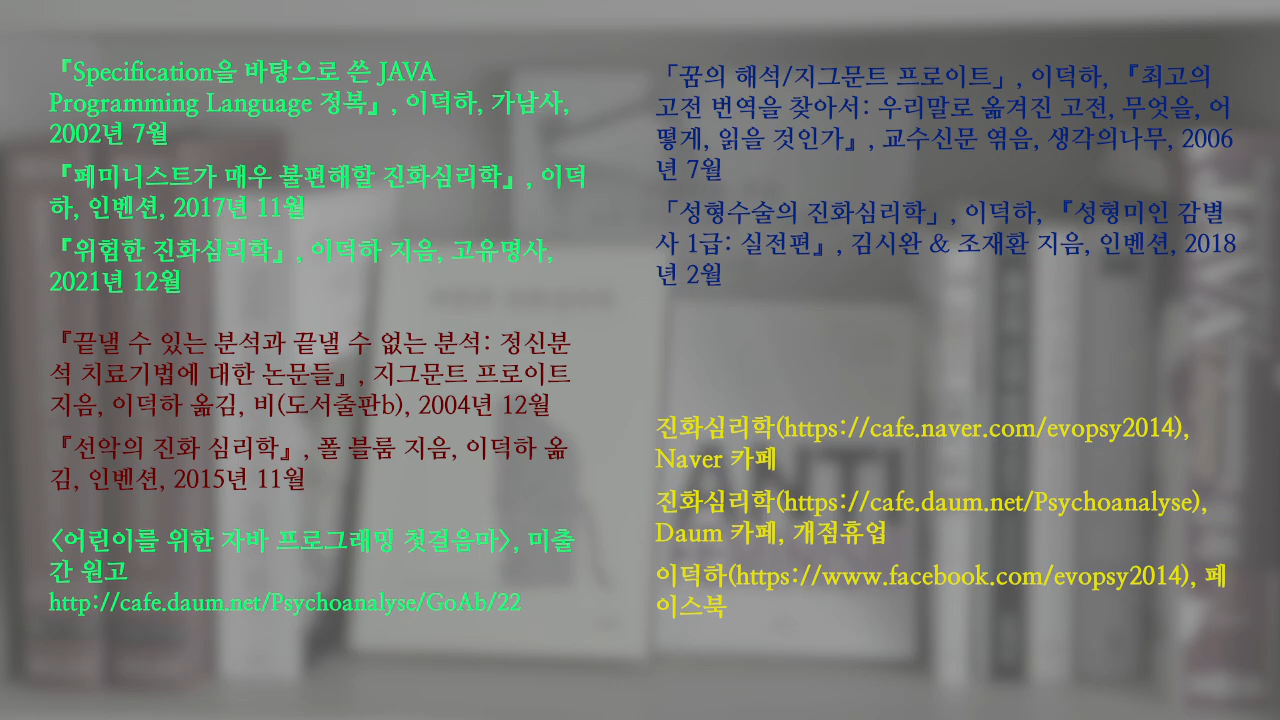 『Specification을 바탕으로 쓴 JAVA
Programming Language 정복』, 이덕하, 가남사,
2002년 7월
『페미니스트가 매우 불편해할 진화심리학』, 이덕
하, 인벤션, 2017년 11월
『위험한 진화심리학』, 이덕하 지음, 고유명사,
2021년 12월
『끝낼 수 있는 분석과 끝낼 수 없는 분석: 정신분
석 치료기법에 대한 논문들』, 지그문트 프로이트
지음, 이덕하 옮김, 비(도서출판b), 2004년 12월
『선악의 진화 심리학』, 폴 블룸 지음, 이덕하 옮
김, 인벤션, 2015년 11월
〈어린이를 위한 자바 프로그래밍 첫걸음마〉, 미출
간 원고
http://cafe.daum.net/Psychoanalyse/GoAb/22
「꿈의 해석/지그문트 프로이트」, 이덕하, 『최고의
고전 번역을 찾아서: 우리말로 옮겨진 고전, 무엇을, 어
떻게, 읽을 것인가』, 교수신문 엮음, 생각의나무, 2006
년 7월
「성형수술의 진화심리학」, 이덕하, 『성형미인 감별
사 1급: 실전편』, 김시완 & 조재환 지음, 인벤션, 2018
년 2월
진화심리학(https://cafe.naver.com/evopsy2014),
Naver 카페
진화심리학(https://cafe.daum.net/Psychoanalyse),
Daum 카페, 개점휴업
이덕하(https://www.facebook.com/evopsy2014), 페
이스북